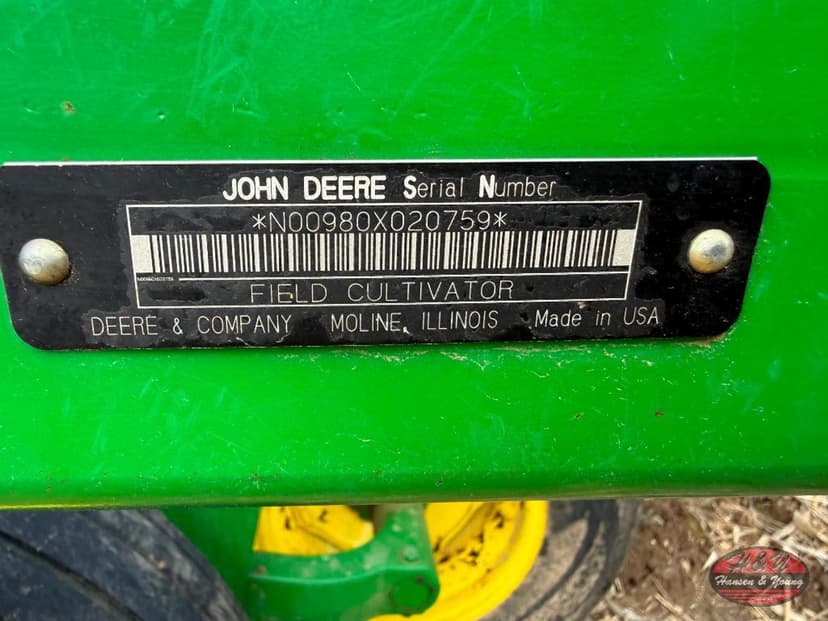 JOHN DEERE Serial Number
*N00980X020759*
FIELD CULTIVATOR
DEERE & COMPANY MOLINE, ILLINOIS Made in USA
H & Y
Hansen & Young